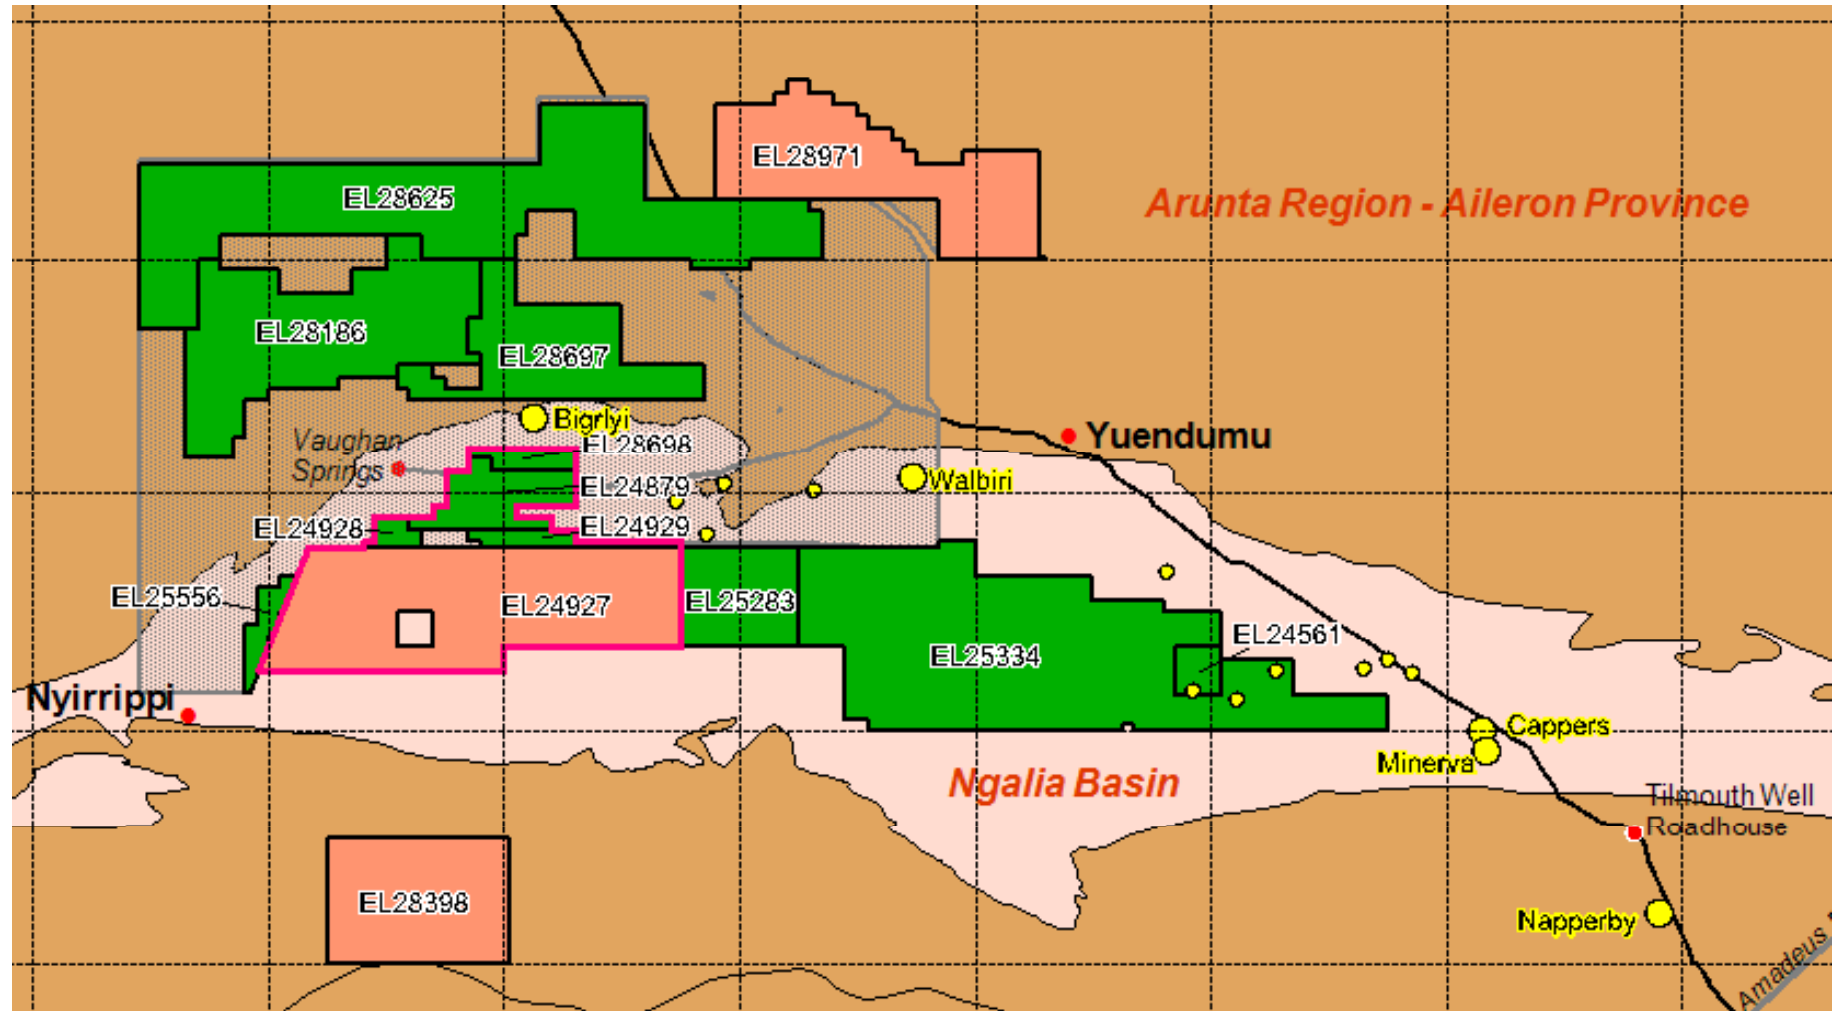 EL28971
EL28625
Arunta Region - Aileron Province
EL28186
EL28697
Bigrlyi
Vaughan
Springs
EL28698
Yuendumu
EL24879
Walbiri
EL24928
EL24929
EL25556
EL24927
EL25283
EL24561
EL25334
Nyirrippi
Cappers
Minerva
Ngalia Basin
Tilmouth Well
Roadhouse
EL28398
Napperby
Amadeus